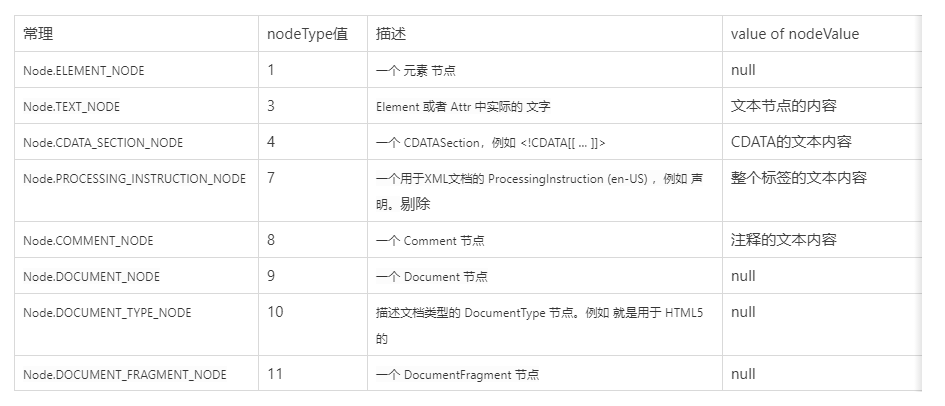 常理 nodeType值 描述 value of nodeValue
Node.ELEMENT_NODE 1 一个 元素 节点 null
Node.TEXT_NODE 3 Element 或者 Attr 中实际的 文字 文本节点的内容
Node.CDATA_SECTION_NODE 4 一个 CDATASection，例如 <!CDATA[[ … ]]> CDATA的文本内容
Node.PROCESSING_INSTRUCTION_NODE 7 一个用于XML文档的 ProcessingInstruction (en-US) ，例如 声 整个标签的文本内容
明。剔除
Node.COMMENT_NODE 8 一个 Comment 节点 注释的文本内容
Node.DOCUMENT_NODE 9 一个 Document 节点 null
Node.DOCUMENT_TYPE_NODE 10 描述文档类型的 DocumentType 节点。例如 就是用于 HTML5 null
的
Node.DOCUMENT_FRAGMENT_NODE 11 一个 DocumentFragment 节点 null